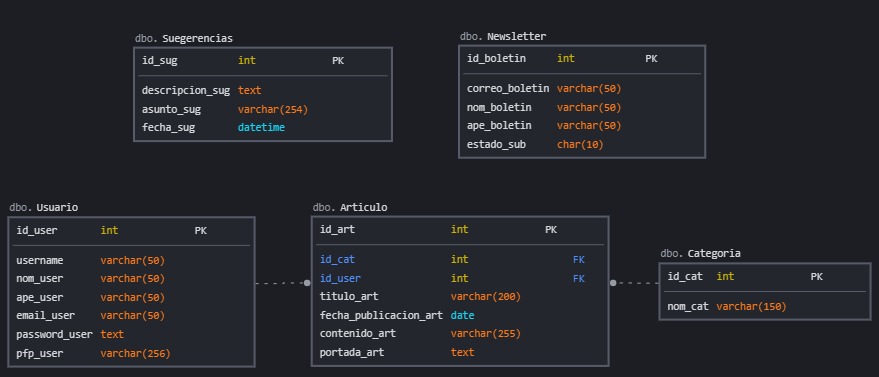 dbo. Suegerencias
id_sug int PK
descripcion_sug text
asunto_sug varchar(254)
fecha_sug datetime
dbo. Newsletter
id_boletin int PK
correo_boletin varchar(50)
nom_boletin varchar(50)
ape_boletin varchar(50)
estado_sub char(10)
dbo. Usuario
id_user int PK
username varchar(50)
nom_user varchar(50)
ape_user varchar(50)
email_user varchar(50)
password_user text
pfp_user varchar(256)
dbo. Articulo
id_art int PK
id_cat int FK
id_user int FK
titulo_art varchar(200)
fecha_publicacion_art date
contenido_art varchar(255)
portada_art text
dbo. Categoria
id_cat int PK
nom_cat varchar(150)